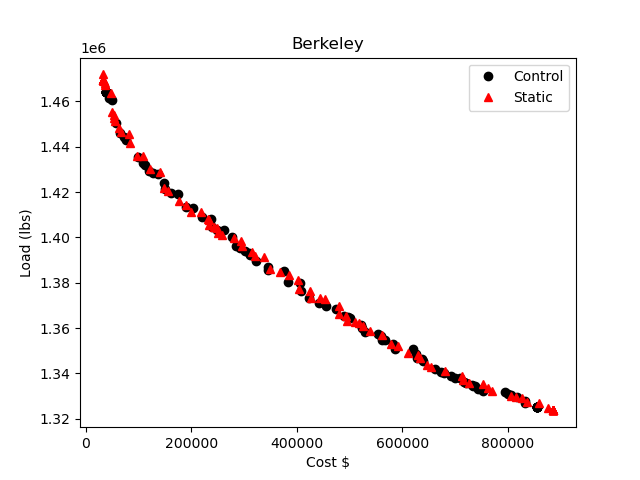 Berkeley
1e6
Control
Static
1.46
1.44
1.42
1.40
1.38
1.36
1.34
1.32
Load (lbs)
0 200000 400000 600000 800000
Cost $